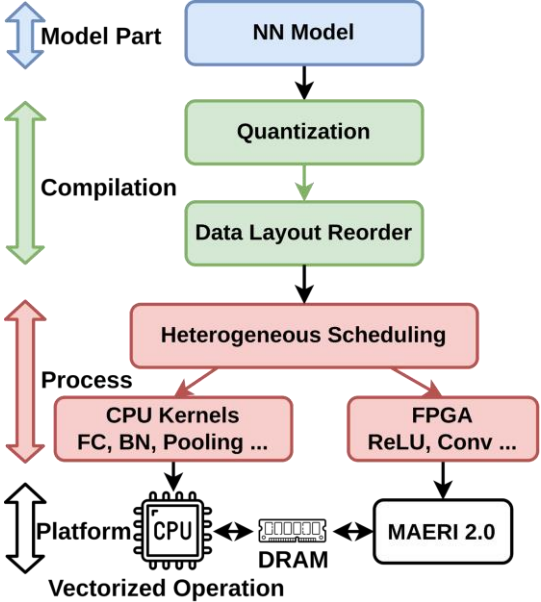 Model Part
NN Model
Quantization
Compilation
Data Layout Reorder
Heterogeneous Scheduling
Process
CPU Kernels
FC, BN, Pooling ...
FPGA
ReLU, Conv ...
Platform
CPU
DRAM
MAERI 2.0
Vectorized Operation